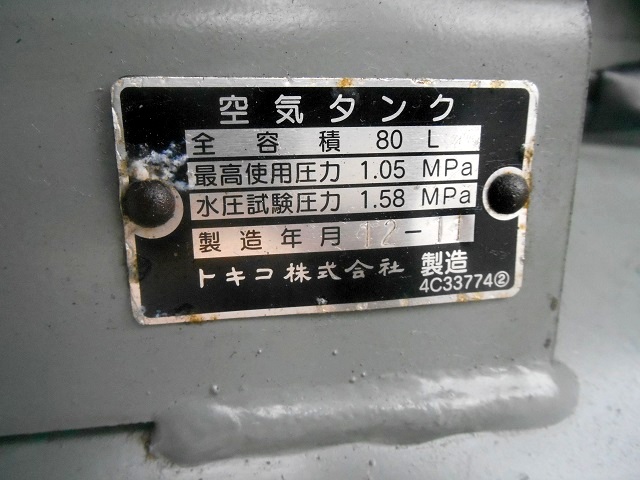 空気タンク
全容積 80 L
最高使用圧力 1.05 MPa
水圧試験圧力 1.58 MPa
製造年月 12-11
トキコ株式会社 製造
4C33774②